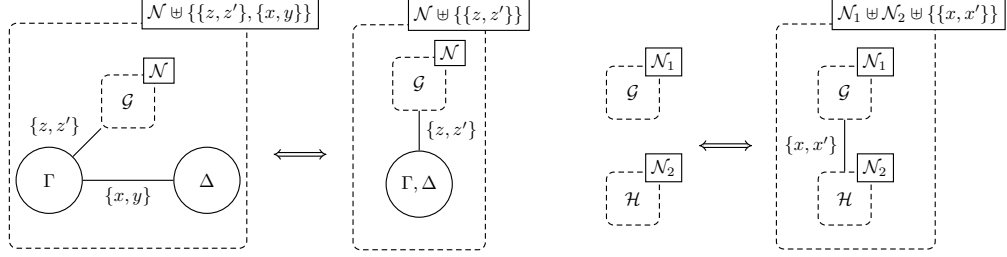 𝒩 ⊎ {{z, z′}, {x, y}}
𝒩
𝒢
{z, z′}
Γ
{x, y}
Δ
⟺
𝒩 ⊎ {{z, z′}}
𝒩
𝒢
{z, z′}
Γ, Δ
𝒩₁
𝒢
𝒩₂
ℋ
⟺
𝒩₁ ⊎ 𝒩₂ ⊎ {{x, x′}}
𝒩₁
𝒢
{x, x′}
𝒩₂
ℋ